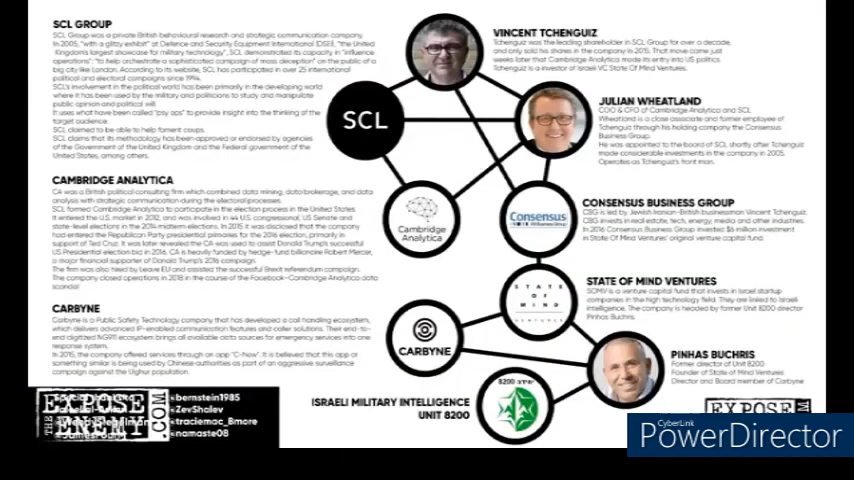 SCL GROUP
SCL Group was a private British behavioural research and strategic communication company.
In 2005, "with a glitzy exhibit" at Defence and Security Equipment International (DSEI), "the United
Kingdom's largest showcase for military technology", SCL demonstrated its capacity in "influence
operations": "to help orchestrate a sophisticated campaign of mass deception" on the public of a
big city like London. According to its website, SCL has participated in over 25 international
political and electoral campaigns since 1994.
SCL's involvement in the political world has been primarily in the developing world
where it has been used by the military and politicians to study and manipulate
public opinion and political will.
It uses what have been called "psy ops" to provide insight into the thinking of the
target audience.
SCL claimed to be able to help foment coups.
SCL claims that its methodology has been approved or endorsed by agencies
of the Government of the United Kingdom and the Federal government of the
United States, among others.
CAMBRIDGE ANALYTICA
CA was a British political consulting firm which combined data mining, data brokerage, and data
analysis with strategic communication during the electoral processes.
SCL formed Cambridge Analytica to participate in the election process in the United States.
It entered the U.S. market in 2012, and was involved in 44 U.S. congressional, US Senate and
state-level elections in the 2014 midterm elections. In 2015 it was disclosed that the company
had entered the Republican Party presidential primaries for the 2016 election, primarily in
support of Ted Cruz. It was later revealed the CA was used to assist Donald Trump's successful
US Presidential election bid in 2016. CA is heavily funded by hedge-fund billionaire Robert Mercer,
a major financial supporter of Donald Trump's 2016 campaign.
The firm was also hired by Leave EU and assisted the successful Brexit referendum campaign.
The company closed operations in 2018 in the course of the Facebook–Cambridge Analytica data
scandal
CARBYNE
Carbyne is a Public Safety Technology company that has developed a call handling ecosystem,
which delivers advanced IP-enabled communication features and caller solutions. Their end-to-
end digitized NG911 ecosystem brings all available data sources for emergency services into one
response system.
In 2015, the company offered services through an app "C-Now". It is believed that this app or
something similar is being used by Chinese authorities as part of an aggressive surveillance
campaign against the Uighur population.
VINCENT TCHENGUIZ
Tchenguiz was the leading shareholder in SCL Group for over a decade,
and only sold his shares in the company in 2015. That move came just
weeks later that Cambridge Analytica made its entry into US politics
Tchenguiz is a investor of Israeli VC State Of Mind Ventures.
JULIAN WHEATLAND
COO & CFO of Cambridge Analytica and SCL
Wheatland is a close associate and former employee of
Tchenguiz through his holding company the Consensus
Business Group.
He was appointed to the board of SCL shortly after Tchenguiz
made considerable investments in the company in 2005.
Operates as Tchenguiz's front man.
CONSENSUS BUSINESS GROUP
CBG is led by Jewish Iranian-British businessman Vincent Tchenguiz.
CBG invests in real estate, tech, energy, media and other industries.
In 2016 Consensus Business Group invested $6 million investment
in State Of Mind Ventures' original venture capital fund.
STATE OF MIND VENTURES
SOMV is a venture capital fund that invests in Israeli startup
companies in the high technology field. They are linked to Israeli
Intelligence. The company is headed by former Unit 8200 director
Pinhas Buchris.
PINHAS BUCHRIS
Former director of Unit 8200
Founder of State of Mind Ventures
Director and Board member of Carbyne
ISRAELI MILITARY INTELLIGENCE
UNIT 8200
SCL
Cambridge
Analytica
Consensus
Business Group
STATE
OF
MIND
VENTURES
CARBYNE
8200 יחידה
EXPOSE
THE ENEMY
.COM
bernstein1985
ZevShalev
traciemac_Bmore
namaste08
EXPOSE
CyberLink
PowerDirector